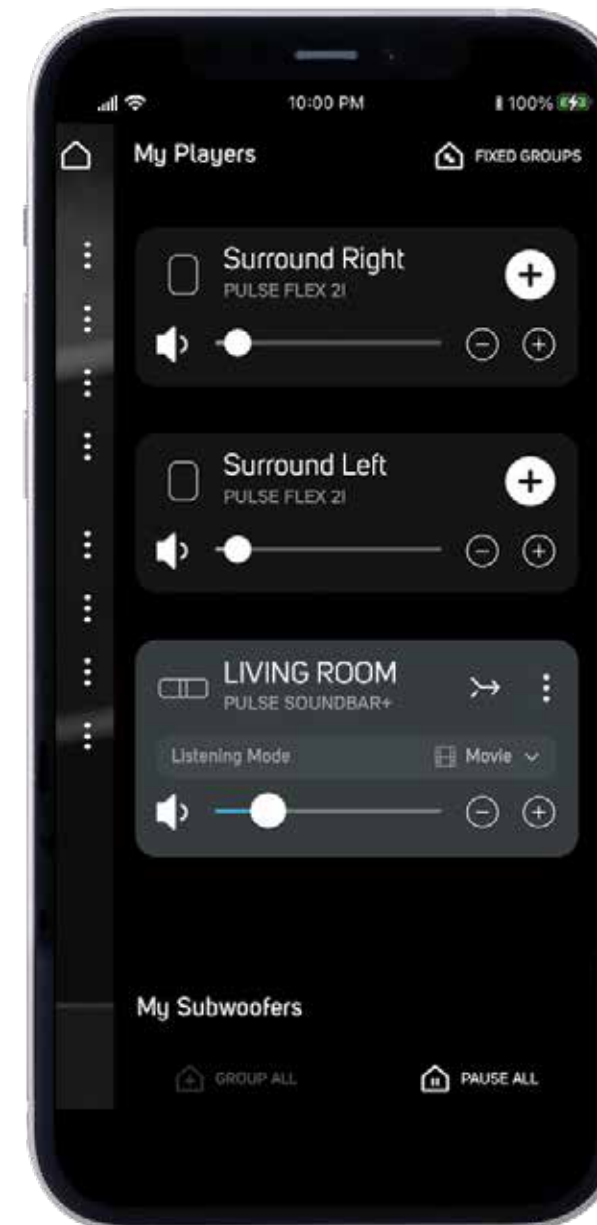 10:00 PM
100%
My Players
FIXED GROUPS
Surround Right
PULSE FLEX 2I
Surround Left
PULSE FLEX 2I
LIVING ROOM
PULSE SOUNDBAR+
Listening Mode
Movie
My Subwoofers
GROUP ALL
PAUSE ALL